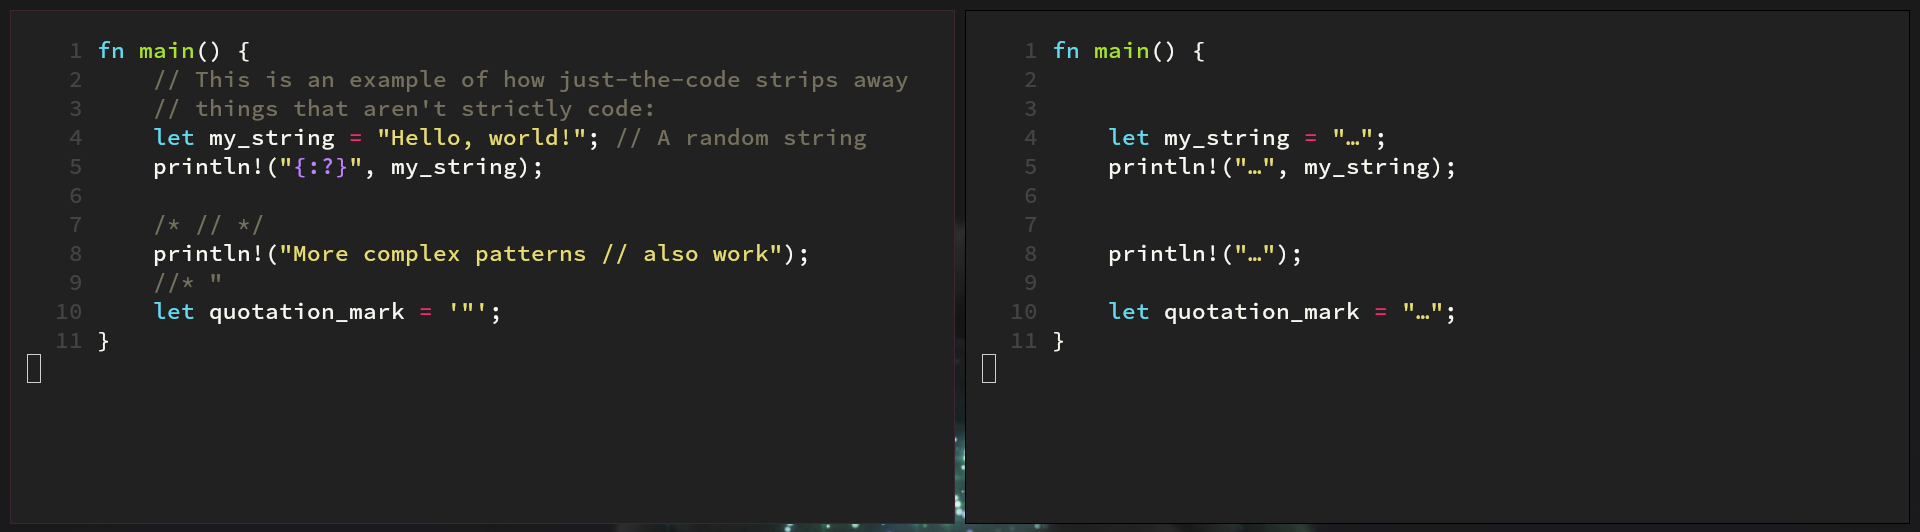 1 fn main() {
2     // This is an example of how just-the-code strips away
3     // things that aren't strictly code:
4     let my_string = "Hello, world!"; // A random string
5     println!("{:?}", my_string);
6
7     /* // */
8     println!("More complex patterns // also work");
9     //* "
10     let quotation_mark = '"';
11 }
1 fn main() {
2
3
4     let my_string = "…";
5     println!("…", my_string);
6
7
8     println!("…");
9
10     let quotation_mark = "…";
11 }